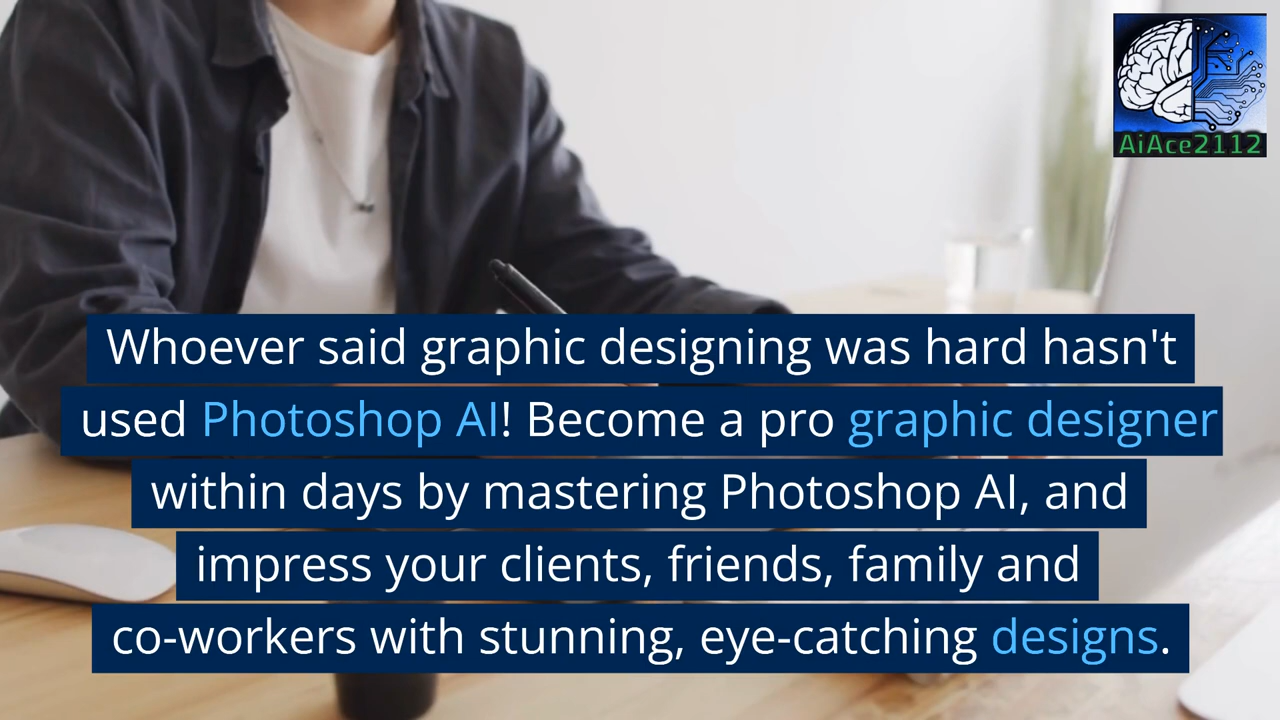 AiAce2112
Whoever said graphic designing was hard hasn't
used Photoshop AI! Become a pro graphic designer
within days by mastering Photoshop AI, and
impress your clients, friends, family and
co-workers with stunning, eye-catching designs.